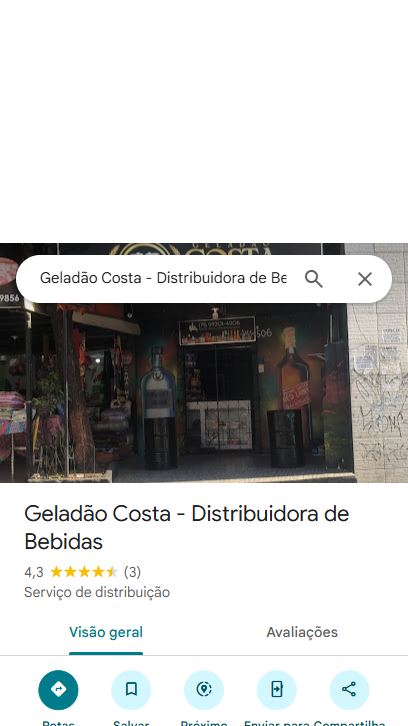 GELADÃO
COSTA
Geladão Costa - Distribuidora de Be
9856
Geladão Costa - Distribuidora de
Bebidas
4,3 (3)
Serviço de distribuição
Visão geral Avaliações
Rotas Salvar Próximo Enviar para Compartilha